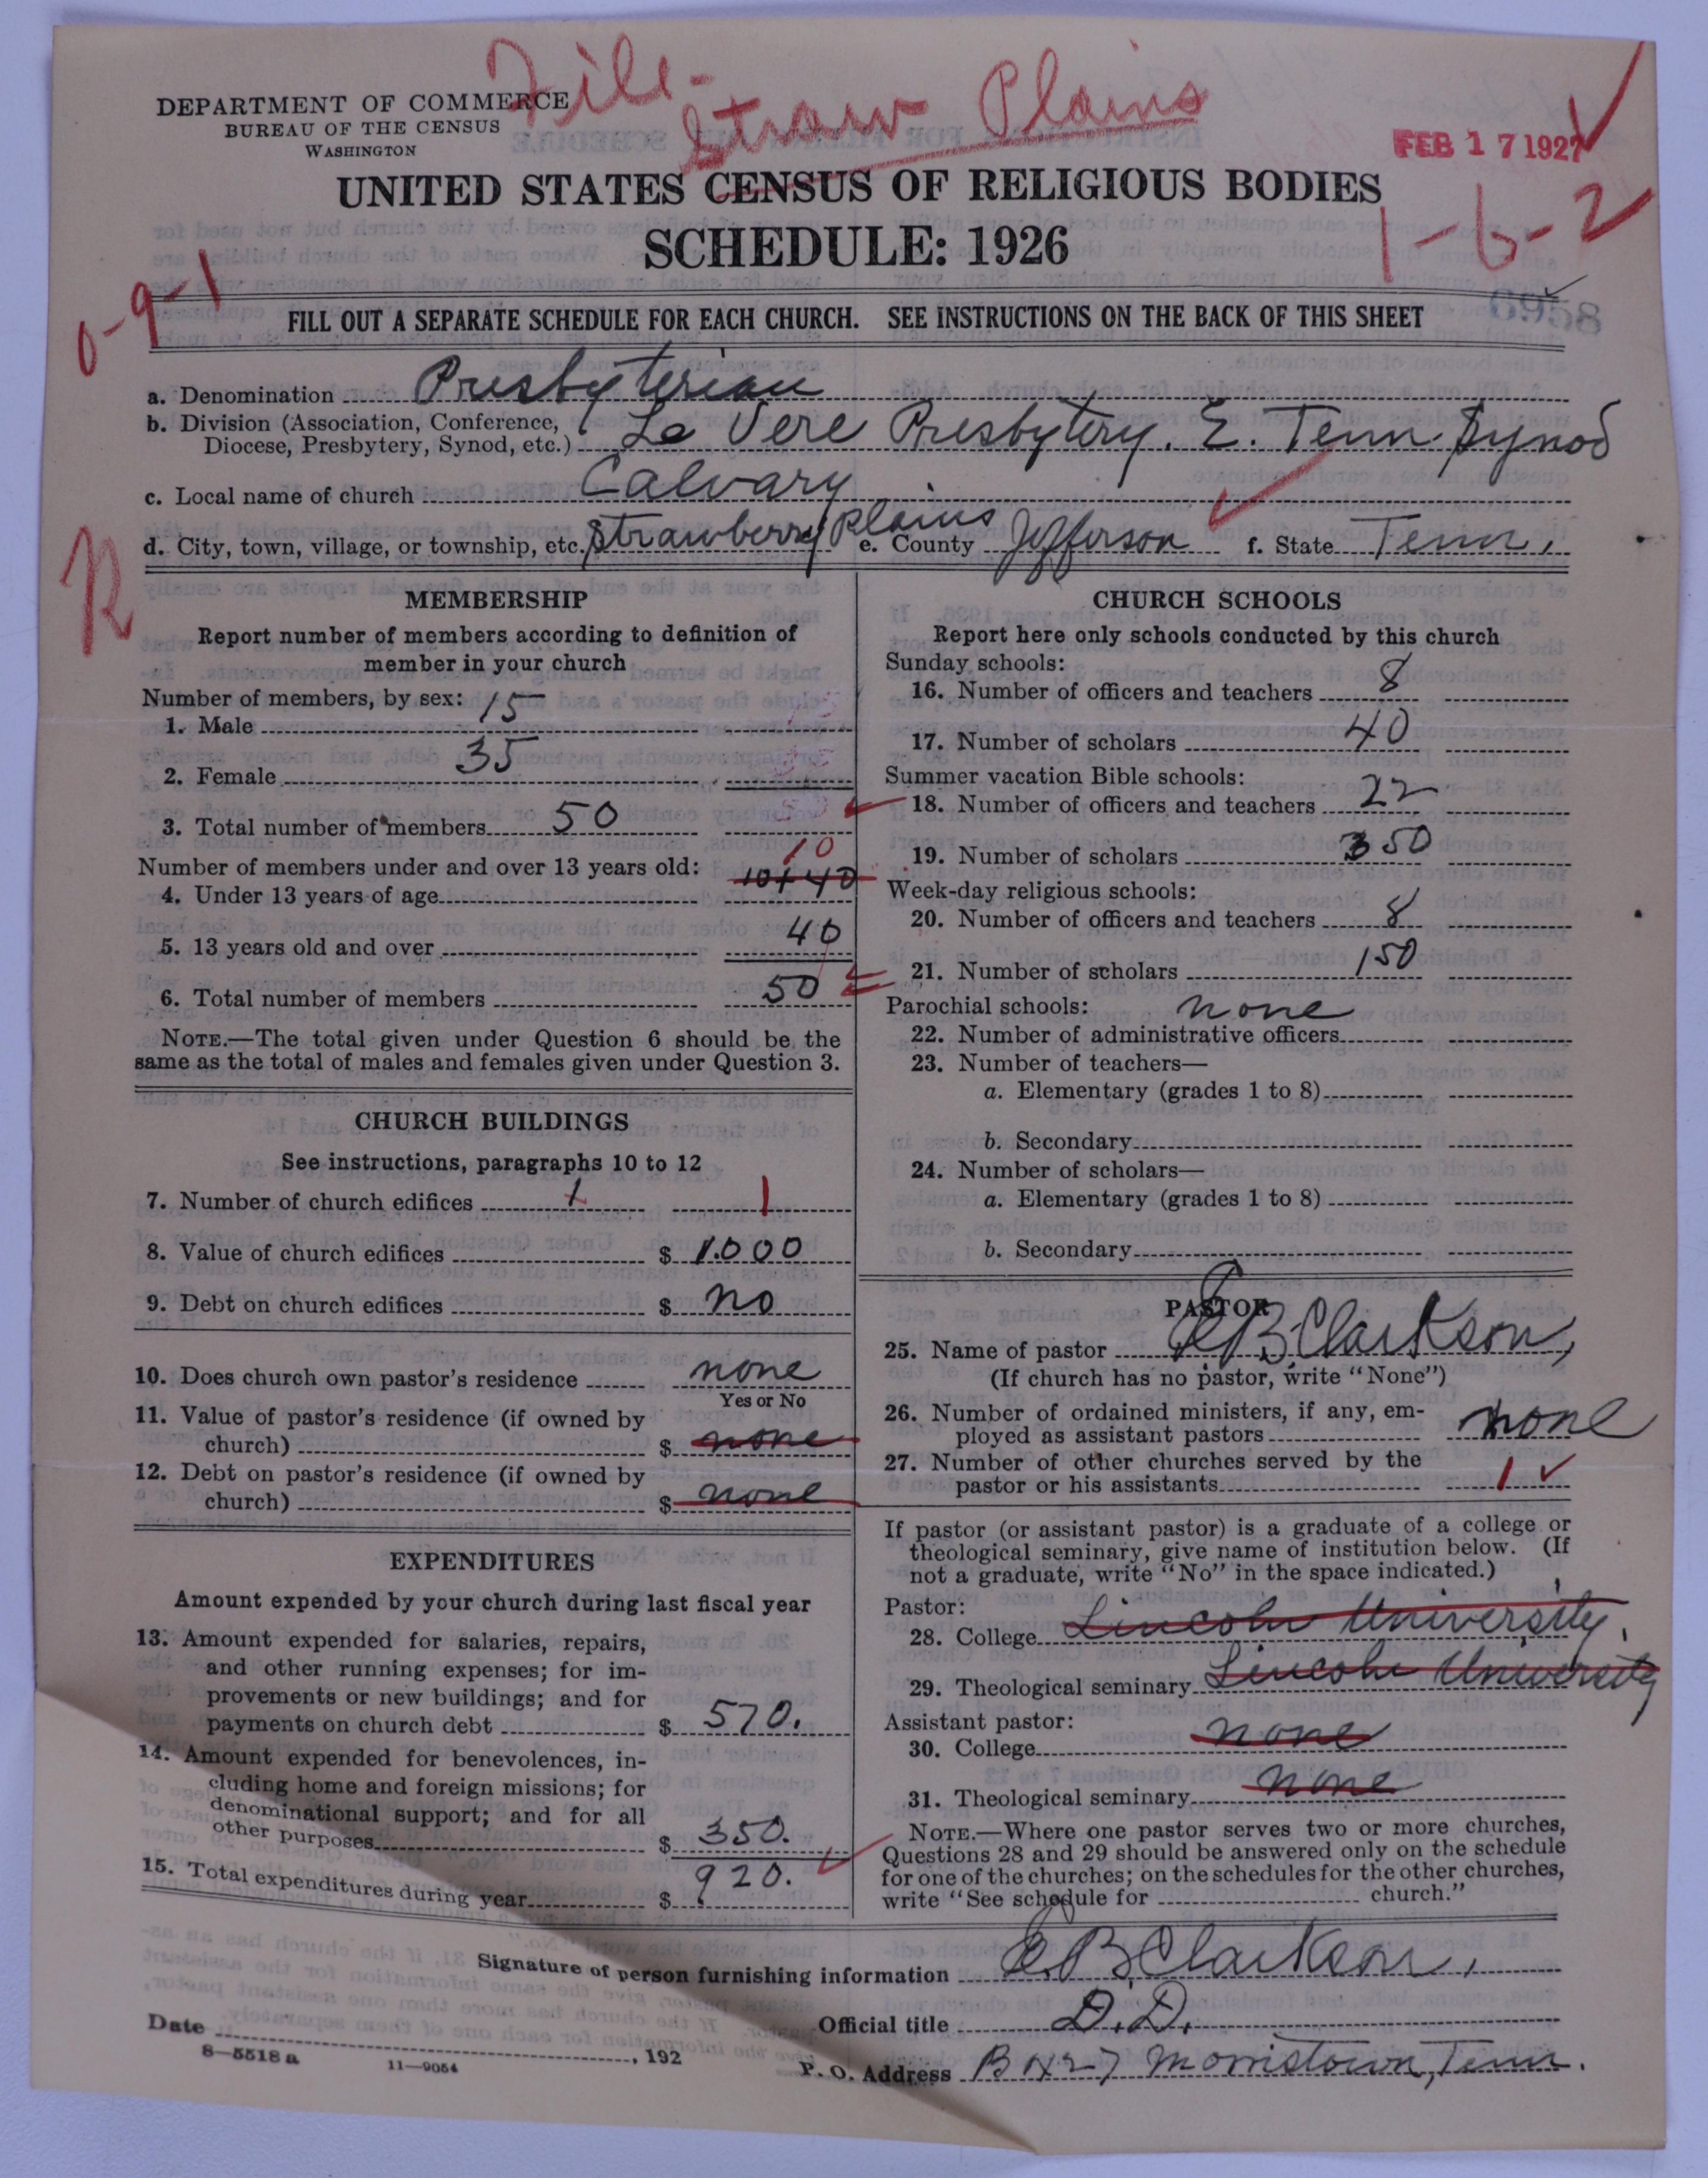 File-
Straw Plains
DEPARTMENT OF COMMERCE
BUREAU OF THE CENSUS
WASHINGTON
FEB 17 1927
UNITED STATES CENSUS OF RELIGIOUS BODIES
SCHEDULE: 1926
1-6-2
0-9-1
FILL OUT A SEPARATE SCHEDULE FOR EACH CHURCH. SEE INSTRUCTIONS ON THE BACK OF THIS SHEET
a. Denomination Presbyterian
b. Division (Association, Conference, Diocese, Presbytery, Synod, etc.) Le Vere Presbytery. E. Tenn Synod
c. Local name of church Calvary
d. City, town, village, or township, etc. Strawberry Plains e. County Jefferson f. State Tenn.
R
MEMBERSHIP
Report number of members according to definition of
member in your church
Number of members, by sex:
1. Male 15
2. Female 35
3. Total number of members 50
Number of members under and over 13 years old:
10+40
4. Under 13 years of age 10
5. 13 years old and over 40
6. Total number of members 50
NOTE.—The total given under Question 6 should be the
same as the total of males and females given under Question 3.
CHURCH BUILDINGS
See instructions, paragraphs 10 to 12
7. Number of church edifices 1 1
8. Value of church edifices $ 1.000
9. Debt on church edifices $ no
10. Does church own pastor's residence none
Yes or No
11. Value of pastor's residence (if owned by
church) $ none
12. Debt on pastor's residence (if owned by
church) $ none
EXPENDITURES
Amount expended by your church during last fiscal year
13. Amount expended for salaries, repairs,
and other running expenses; for im-
provements or new buildings; and for
payments on church debt $ 570.
14. Amount expended for benevolences, in-
cluding home and foreign missions; for
denominational support; and for all
other purposes $ 350.
15. Total expenditures during year $ 920.
CHURCH SCHOOLS
Report here only schools conducted by this church
Sunday schools:
16. Number of officers and teachers 8
17. Number of scholars 40
Summer vacation Bible schools:
18. Number of officers and teachers 22
19. Number of scholars 350
Week-day religious schools:
20. Number of officers and teachers 8
21. Number of scholars 150
Parochial schools: none
22. Number of administrative officers
23. Number of teachers—
a. Elementary (grades 1 to 8)
b. Secondary
24. Number of scholars—
a. Elementary (grades 1 to 8)
b. Secondary
PASTOR
25. Name of pastor E B Clarkson,
(If church has no pastor, write "None")
26. Number of ordained ministers, if any, em-
ployed as assistant pastors none
27. Number of other churches served by the
pastor or his assistants 1
If pastor (or assistant pastor) is a graduate of a college or
theological seminary, give name of institution below. (If
not a graduate, write "No" in the space indicated.)
Pastor:
28. College Lincoln University,
29. Theological seminary Lincoln University
Assistant pastor:
30. College none
31. Theological seminary none
NOTE.—Where one pastor serves two or more churches,
Questions 28 and 29 should be answered only on the schedule
for one of the churches; on the schedules for the other churches,
write "See schedule for church."
Signature of person furnishing information E. B. Clarkson,
Official title D.D.
Date , 192
8—5518 a 11—9054
P. O. Address B X 27 Morristown, Tenn.